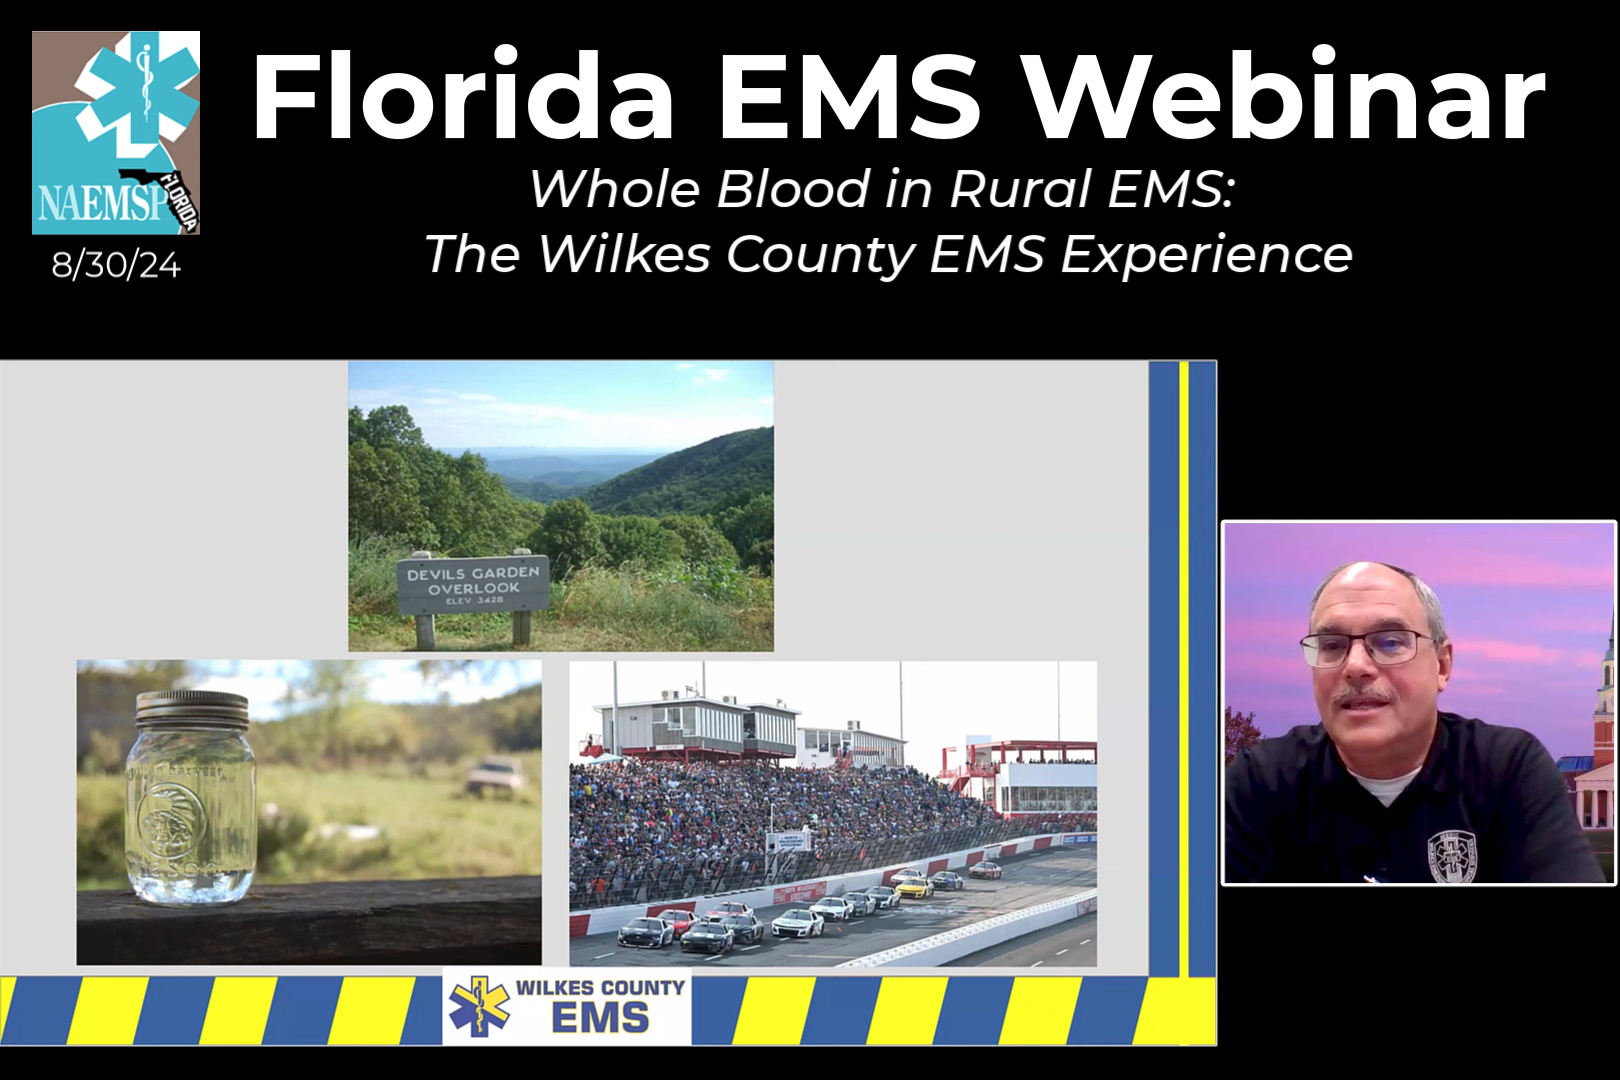 Florida EMS Webinar
Whole Blood in Rural EMS:
The Wilkes County EMS Experience
NAEMSP
FLORIDA
8/30/24
DEVILS GARDEN
OVERLOOK
ELEV 3428
WILKES COUNTY
EMS